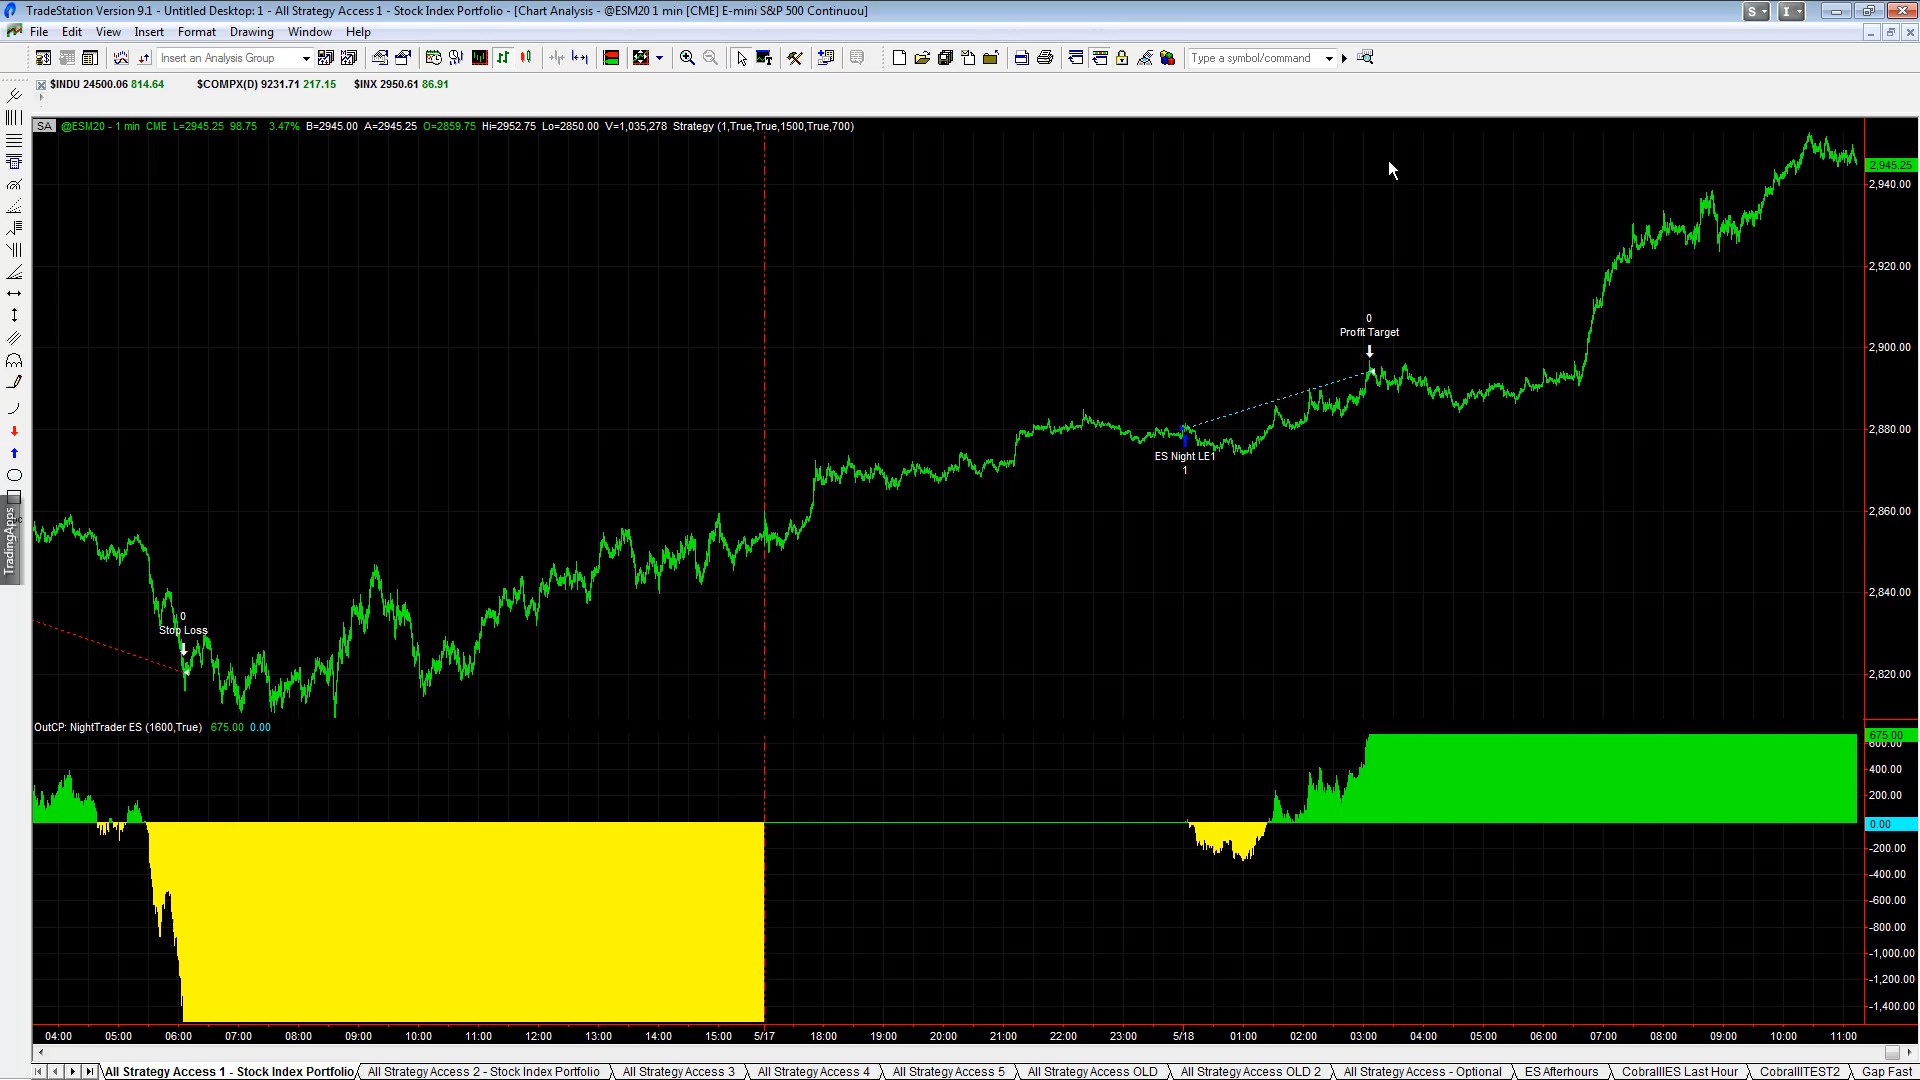 TradeStation Version 9.1 - Untitled Desktop: 1 - All Strategy Access 1 - Stock Index Portfolio - [Chart Analysis - @ESM20 1 min [CME] E-mini S&P 500 Continuou]
S I
File Edit View Insert Format Drawing Window Help
Insert an Analysis Group
Type a symbol/command
$INDU 24500.06 814.64 $COMPX(D) 9231.71 217.15 $INX 2950.61 86.91
SA @ESM20 - 1 min CME L=2945.25 98.75 3.47% B=2945.00 A=2945.25 O=2859.75 Hi=2952.75 Lo=2850.00 V=1,035,278 Strategy (1,True,True,1500,True,700)
2,945.25
2,940.00
2,920.00
0
Profit Target
2,900.00
2,880.00
ES Night LE1
1
2,860.00
TradingApps
2,840.00
0
Stop Loss
2,820.00
OutCP: NightTrader ES (1600,True) 675.00 0.00
675.00
600.00
400.00
200.00
0.00
-200.00
-400.00
-600.00
-800.00
-1,000.00
-1,200.00
-1,400.00
04:00 05:00 06:00 07:00 08:00 09:00 10:00 11:00 12:00 13:00 14:00 15:00 5/17 18:00 19:00 20:00 21:00 22:00 23:00 5/18 01:00 02:00 03:00 04:00 05:00 06:00 07:00 08:00 09:00 10:00 11:00
All Strategy Access 1 - Stock Index Portfolio All Strategy Access 2 - Stock Index Portfolio All Strategy Access 3 All Strategy Access 4 All Strategy Access 5 All Strategy Access OLD All Strategy Access OLD 2 All Strategy Access - Optional ES Afterhours CobraIIIES Last Hour CobraIIITEST2 Gap Fast